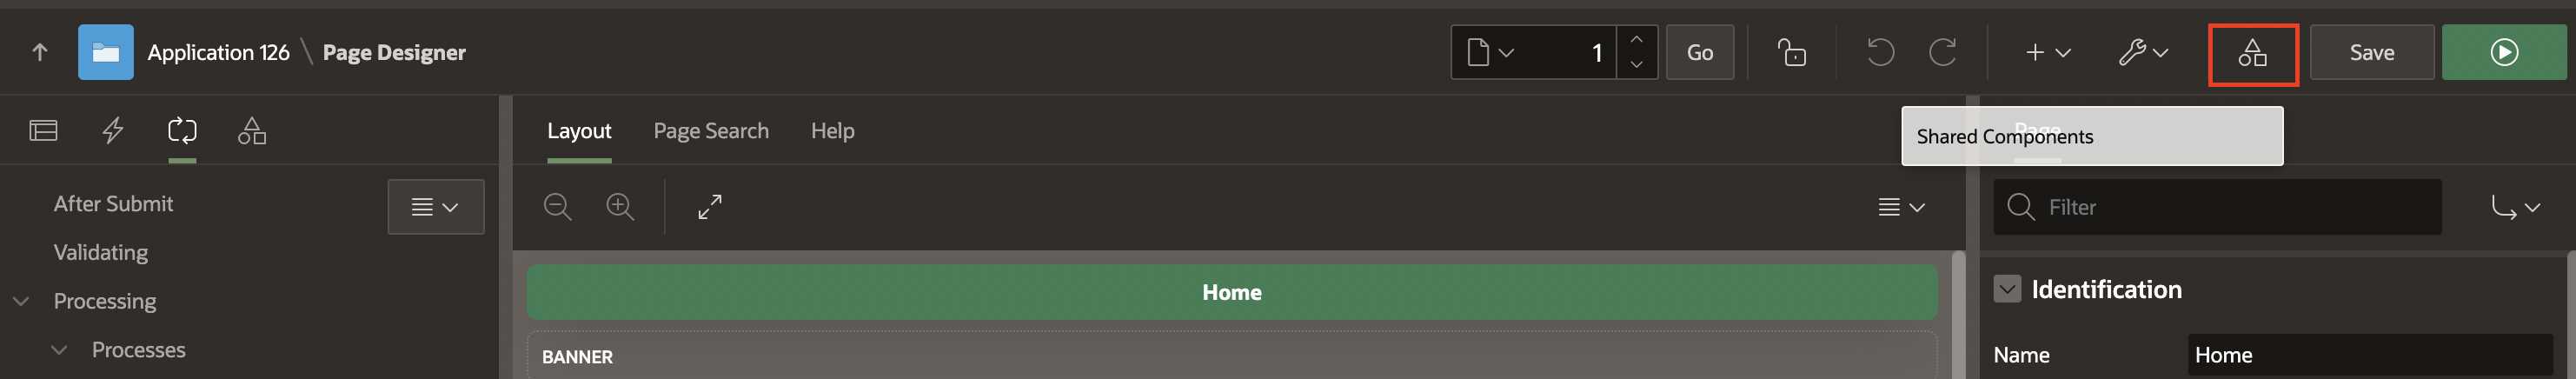 Application 126 \ Page Designer
1
Go
Save
Layout
Page Search
Help
Shared Components
Page
After Submit
Validating
Processing
Processes
Home
BANNER
Filter
Identification
Name
Home